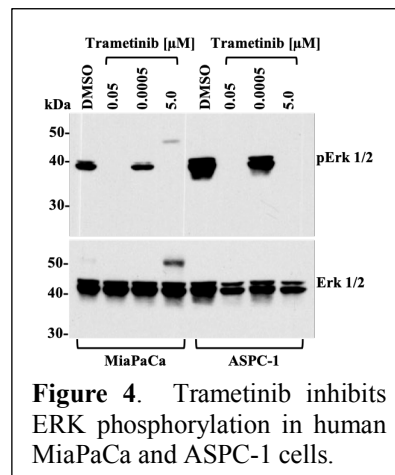 Trametinib [µM] Trametinib [µM]
kDa DMSO 0.05 0.0005 5.0 DMSO 0.05 0.0005 5.0
50-
40-
pErk 1/2
30-
50-
Erk 1/2
40-
30-
MiaPaCa ASPC-1
Figure 4. Trametinib inhibits
ERK phosphorylation in human
MiaPaCa and ASPC-1 cells.